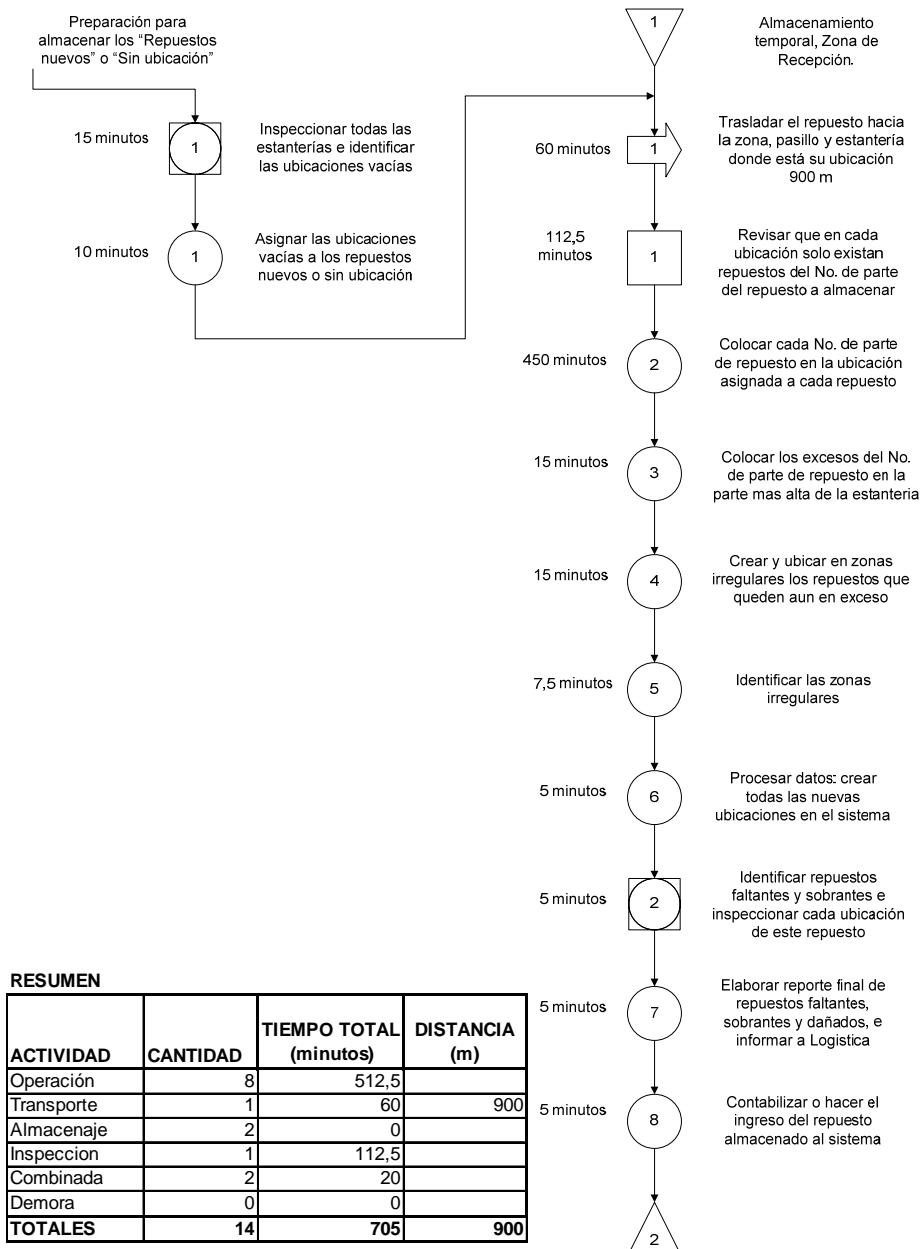 Preparación para
almacenar los “Repuestos
nuevos” o “Sin ubicación”
15 minutos
1
Inspeccionar todas las
estanterías e identificar
las ubicaciones vacías
10 minutos
1
Asignar las ubicaciones
vacías a los repuestos
nuevos o sin ubicación
1
Almacenamiento
temporal, Zona de
Recepción.
60 minutos
1
Trasladar el repuesto hacia
la zona, pasillo y estantería
donde está su ubicación
900 m
112,5
minutos
1
Revisar que en cada
ubicación solo existan
repuestos del No. de parte
del repuesto a almacenar
450 minutos
2
Colocar cada No. de parte
de repuesto en la ubicación
asignada a cada repuesto
15 minutos
3
Colocar los excesos del No.
de parte de repuesto en la
parte mas alta de la estanteria
15 minutos
4
Crear y ubicar en zonas
irregulares los repuestos que
queden aun en exceso
7,5 minutos
5
Identificar las zonas
irregulares
5 minutos
6
Procesar datos: crear
todas las nuevas
ubicaciones en el sistema
5 minutos
2
Identificar repuestos
faltantes y sobrantes e
inspeccionar cada ubicación
de este repuesto
5 minutos
7
Elaborar reporte final de
repuestos faltantes,
sobrantes y dañados, e
informar a Logistica
5 minutos
8
Contabilizar o hacer el
ingreso del repuesto
almacenado al sistema
2
RESUMEN
ACTIVIDAD CANTIDAD TIEMPO TOTAL (minutos) DISTANCIA (m)
Operación 8 512,5
Transporte 1 60 900
Almacenaje 2 0
Inspeccion 1 112,5
Combinada 2 20
Demora 0 0
TOTALES 14 705 900